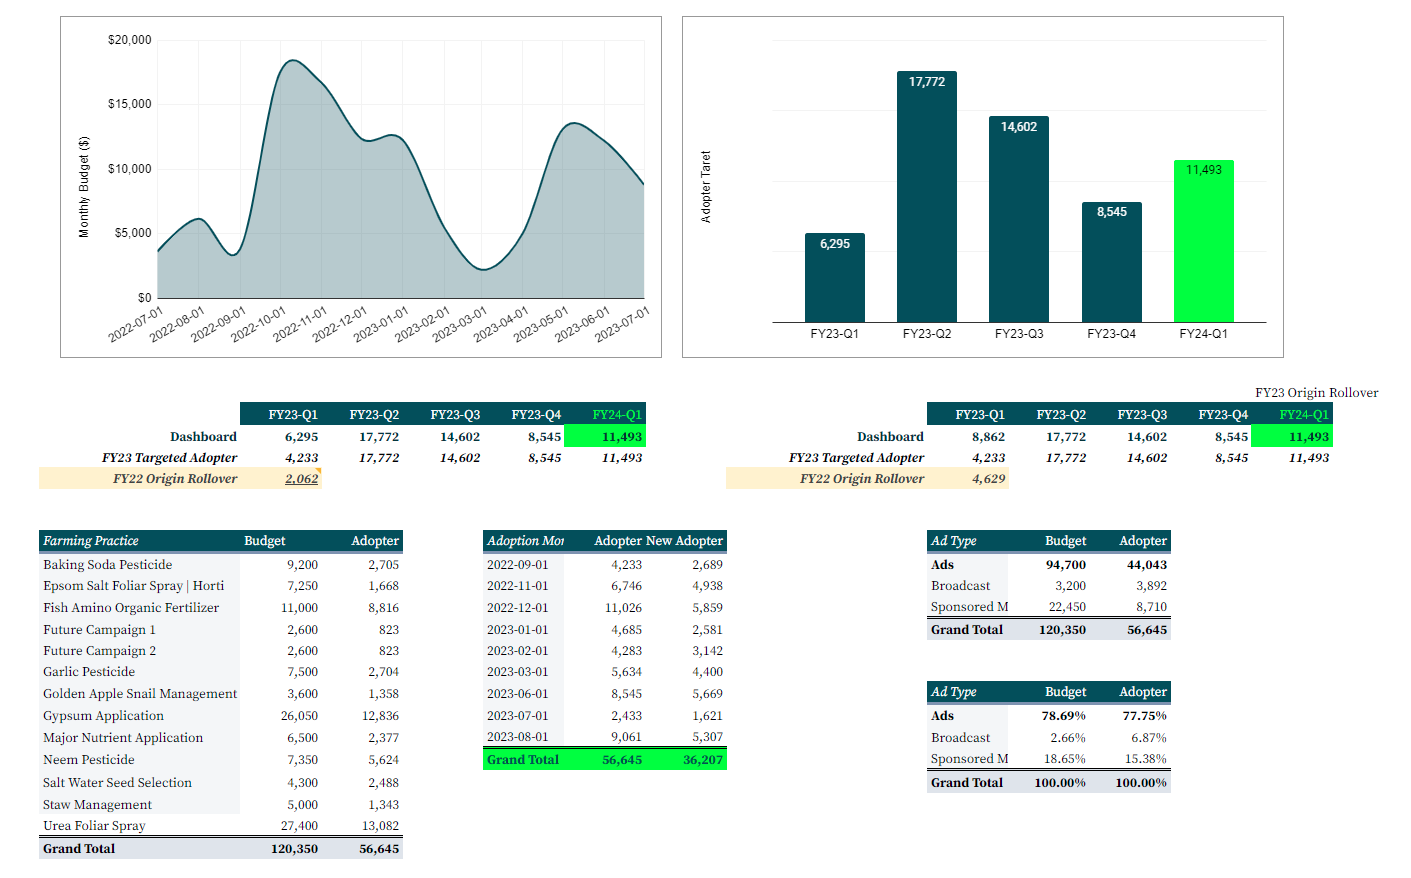 $20,000
$15,000
$10,000
$5,000
$0
Monthly Budget ($)
2022-07-01 2022-08-01 2022-09-01 2022-10-01 2022-11-01 2022-12-01 2023-01-01 2023-02-01 2023-03-01 2023-04-01 2023-05-01 2023-06-01 2023-07-01
Adopter Taret
6,295 17,772 14,602 8,545 11,493
FY23-Q1 FY23-Q2 FY23-Q3 FY23-Q4 FY24-Q1
FY23-Q1 FY23-Q2 FY23-Q3 FY23-Q4 FY24-Q1
Dashboard 6,295 17,772 14,602 8,545 11,493
FY23 Targeted Adopter 4,233 17,772 14,602 8,545 11,493
FY22 Origin Rollover 2,062
FY23 Origin Rollover
FY23-Q1 FY23-Q2 FY23-Q3 FY23-Q4 FY24-Q1
Dashboard 8,862 17,772 14,602 8,545 11,493
FY23 Targeted Adopter 4,233 17,772 14,602 8,545 11,493
FY22 Origin Rollover 4,629
Farming Practice Budget Adopter
Baking Soda Pesticide 9,200 2,705
Epsom Salt Foliar Spray | Horti 7,250 1,668
Fish Amino Organic Fertilizer 11,000 8,816
Future Campaign 1 2,600 823
Future Campaign 2 2,600 823
Garlic Pesticide 7,500 2,704
Golden Apple Snail Management 3,600 1,358
Gypsum Application 26,050 12,836
Major Nutrient Application 6,500 2,377
Neem Pesticide 7,350 5,624
Salt Water Seed Selection 4,300 2,488
Staw Management 5,000 1,343
Urea Foliar Spray 27,400 13,082
Grand Total 120,350 56,645
Adoption Mo Adopter New Adopter
2022-09-01 4,233 2,689
2022-11-01 6,746 4,938
2022-12-01 11,026 5,859
2023-01-01 4,685 2,581
2023-02-01 4,283 3,142
2023-03-01 5,634 4,400
2023-06-01 8,545 5,669
2023-07-01 2,433 1,621
2023-08-01 9,061 5,307
Grand Total 56,645 36,207
Ad Type Budget Adopter
Ads 94,700 44,043
Broadcast 3,200 3,892
Sponsored M 22,450 8,710
Grand Total 120,350 56,645
Ad Type Budget Adopter
Ads 78.69% 77.75%
Broadcast 2.66% 6.87%
Sponsored M 18.65% 15.38%
Grand Total 100.00% 100.00%